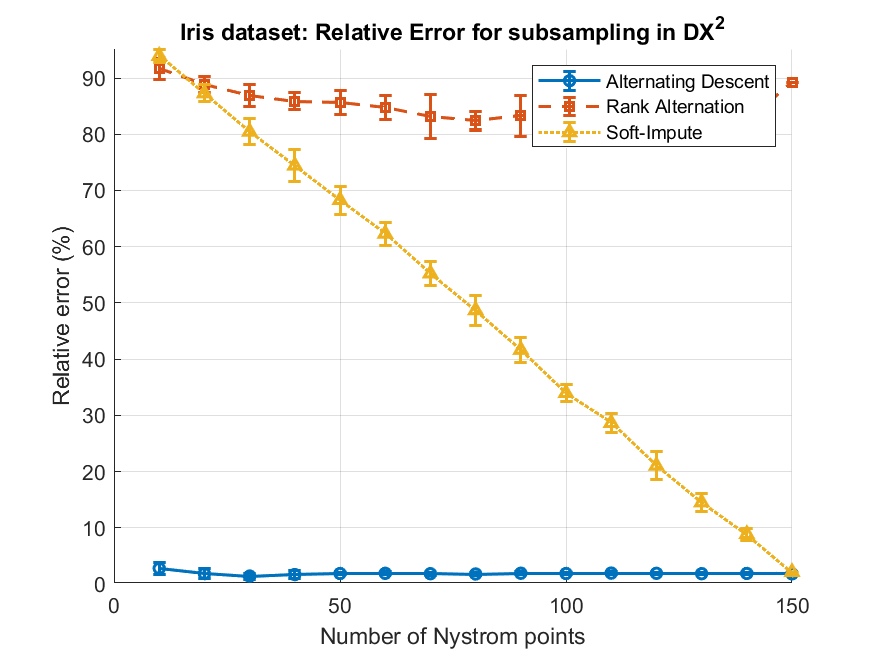 Iris dataset: Relative Error for subsampling in DX²
Alternating Descent
Rank Alternation
Soft-Impute
Relative error (%)
90
80
70
60
50
40
30
20
10
0
0 50 100 150
Number of Nystrom points